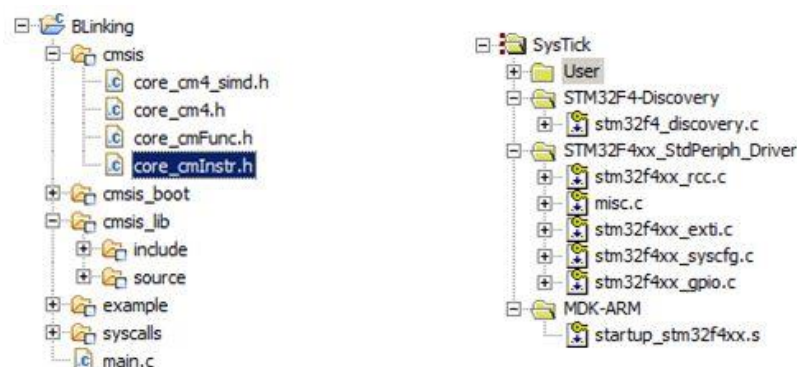 BLinking
cmsis
core_cm4_simd.h
core_cm4.h
core_cmFunc.h
core_cmInstr.h
cmsis_boot
cmsis_lib
include
source
example
syscalls
main.c
SysTick
User
STM32F4-Discovery
stm32f4_discovery.c
STM32F4xx_StdPeriph_Driver
stm32f4xx_rcc.c
misc.c
stm32f4xx_exti.c
stm32f4xx_syscfg.c
stm32f4xx_gpio.c
MDK-ARM
startup_stm32f4xx.s